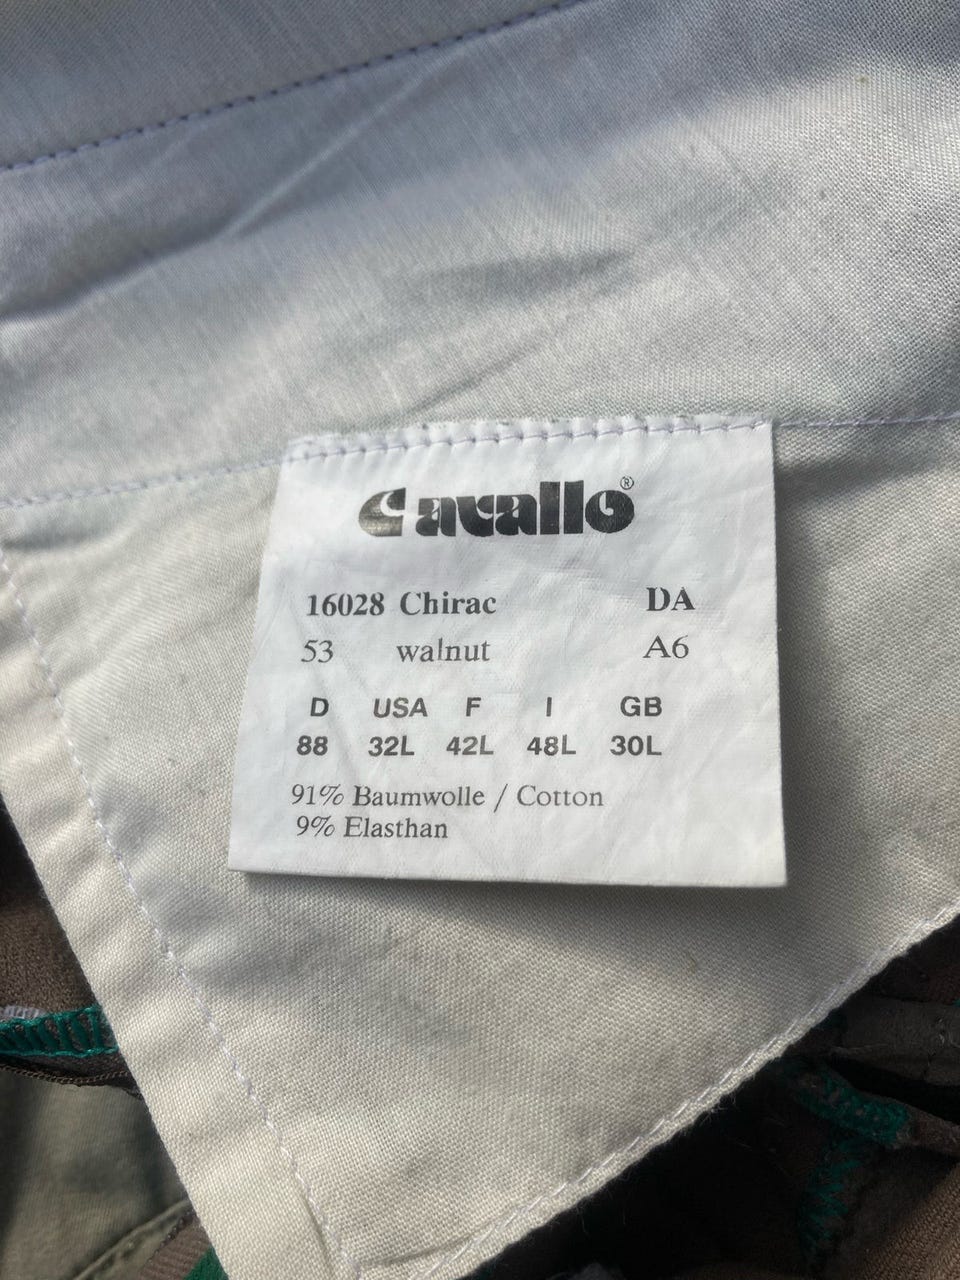 Cavallo®
16028 Chirac DA
53 walnut A6
D USA F I GB
88 32L 42L 48L 30L
91% Baumwolle / Cotton
9% Elasthan